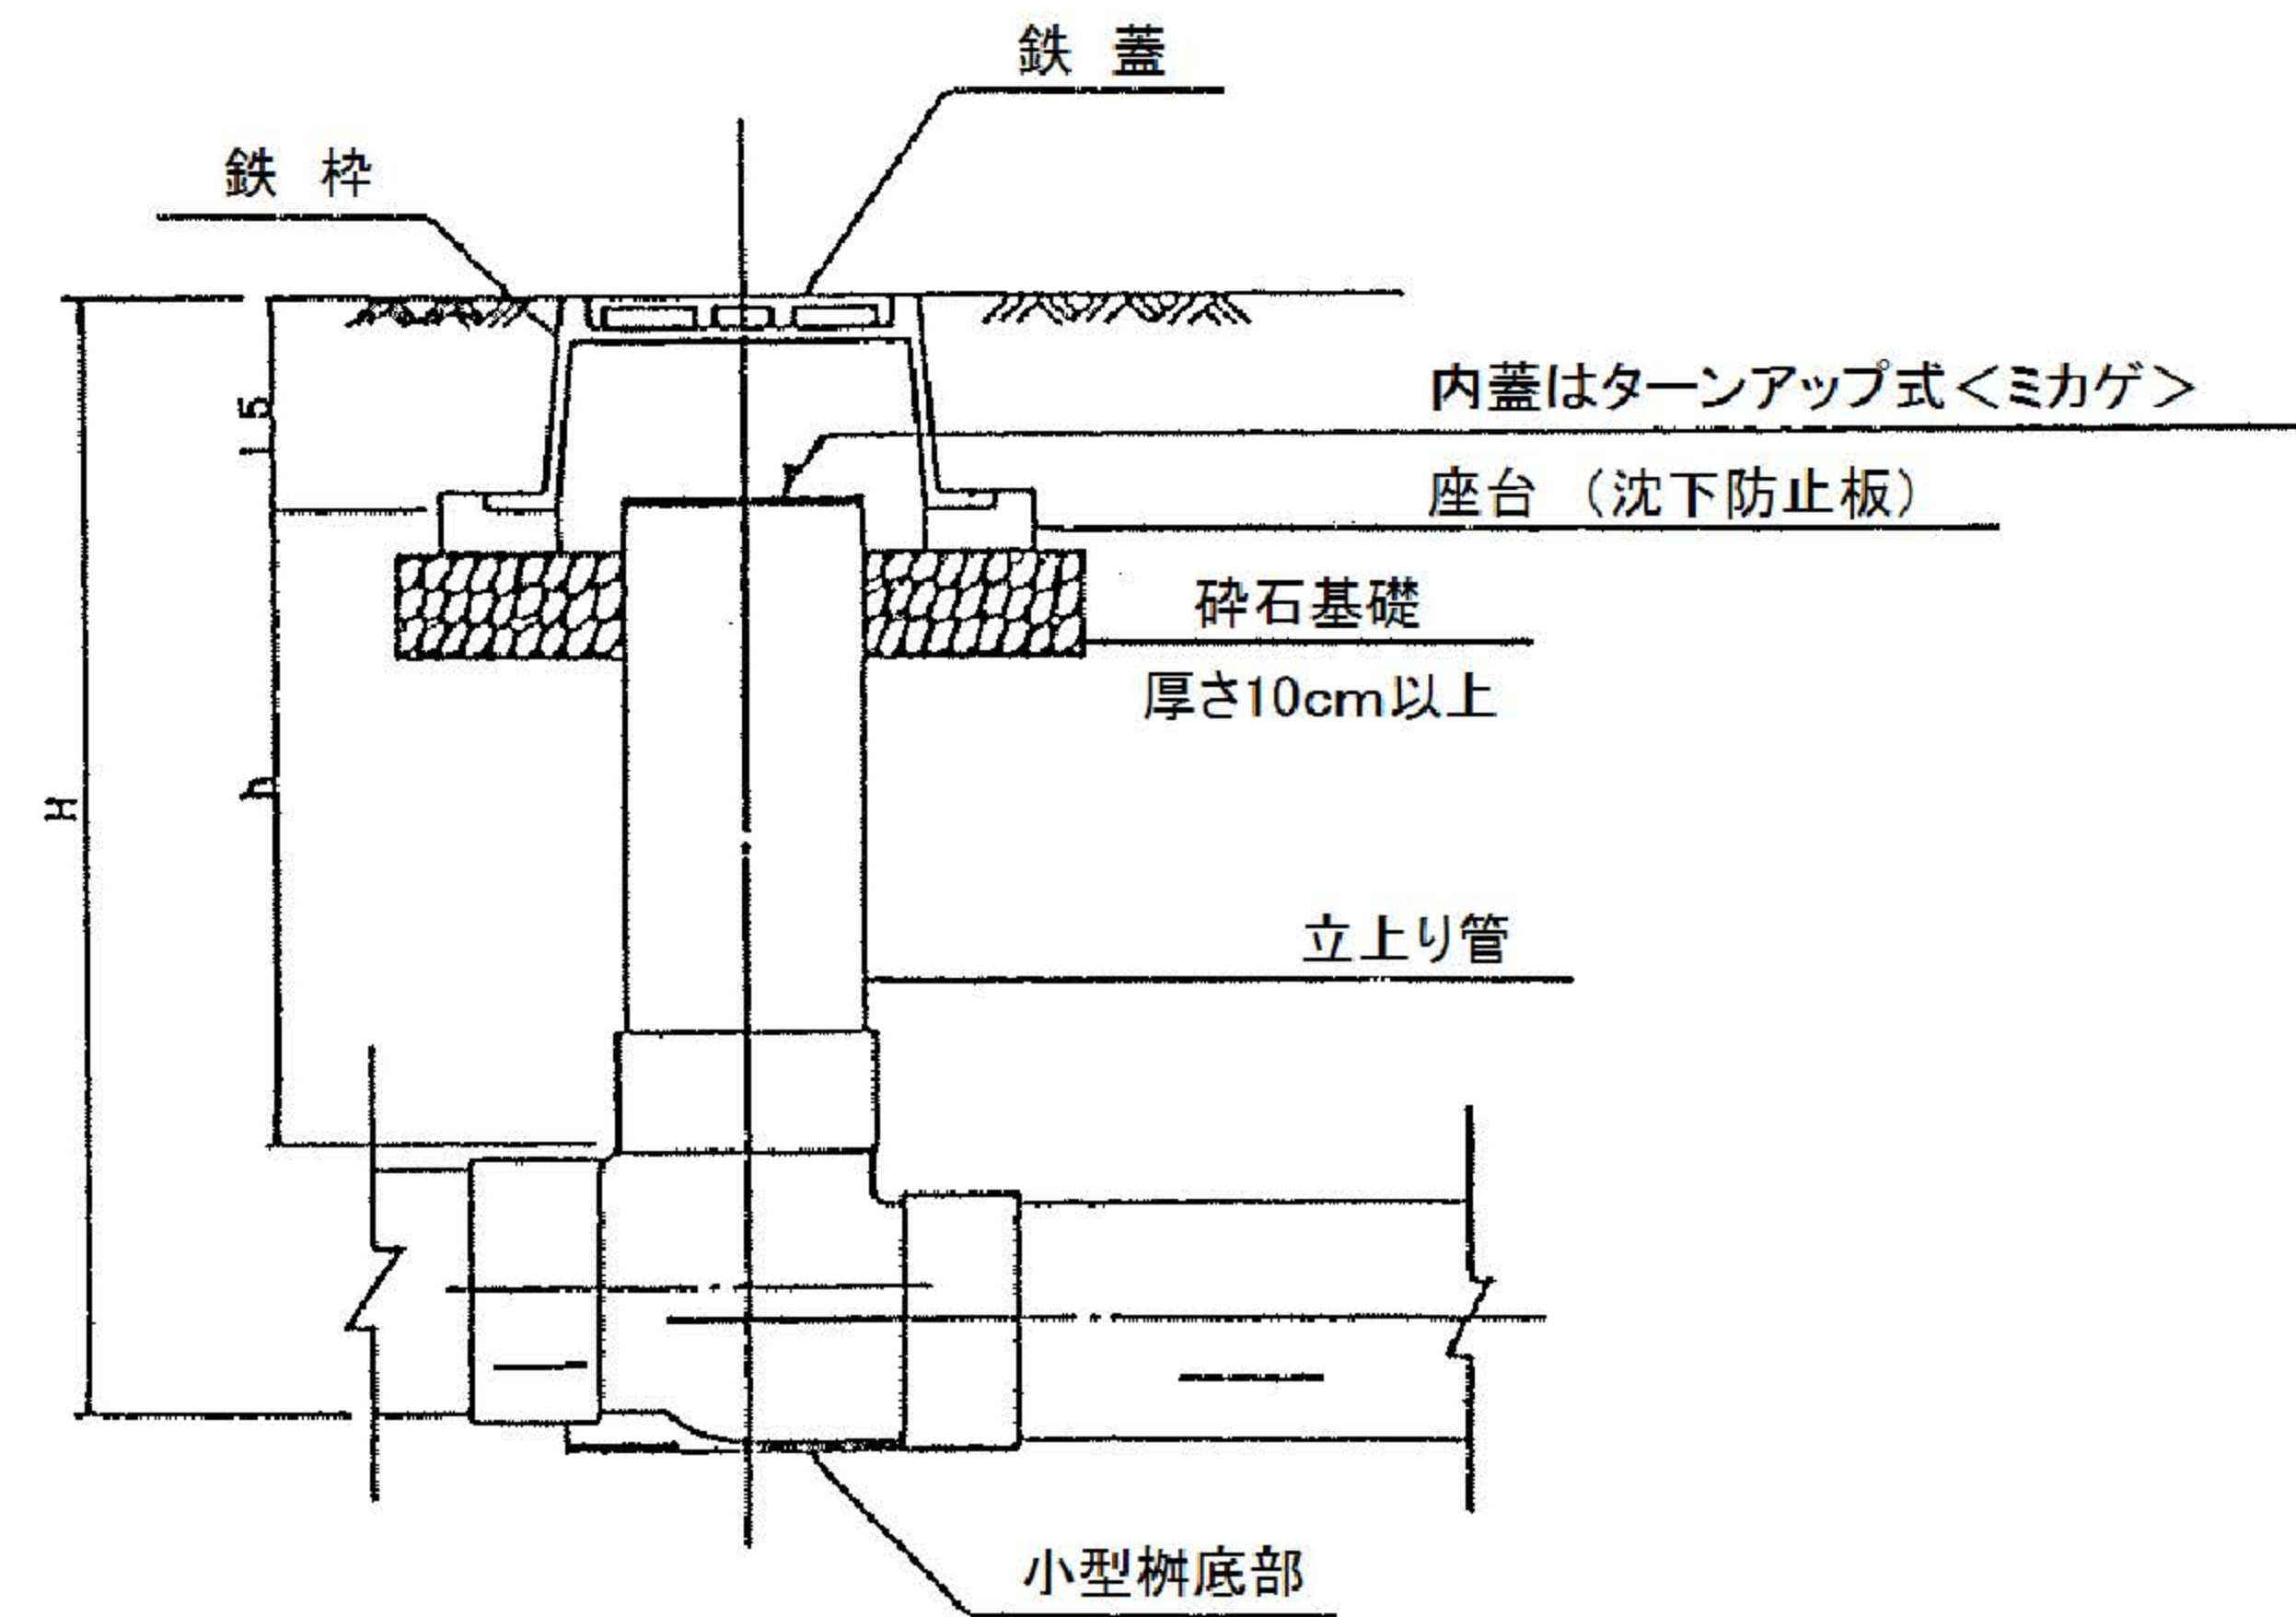 鉄 蓋
鉄 枠
内蓋はターンアップ式<ミカゲ>
15
座台 （沈下防止板）
砕石基礎
厚さ10cm以上
h
H
立上り管
小型桝底部